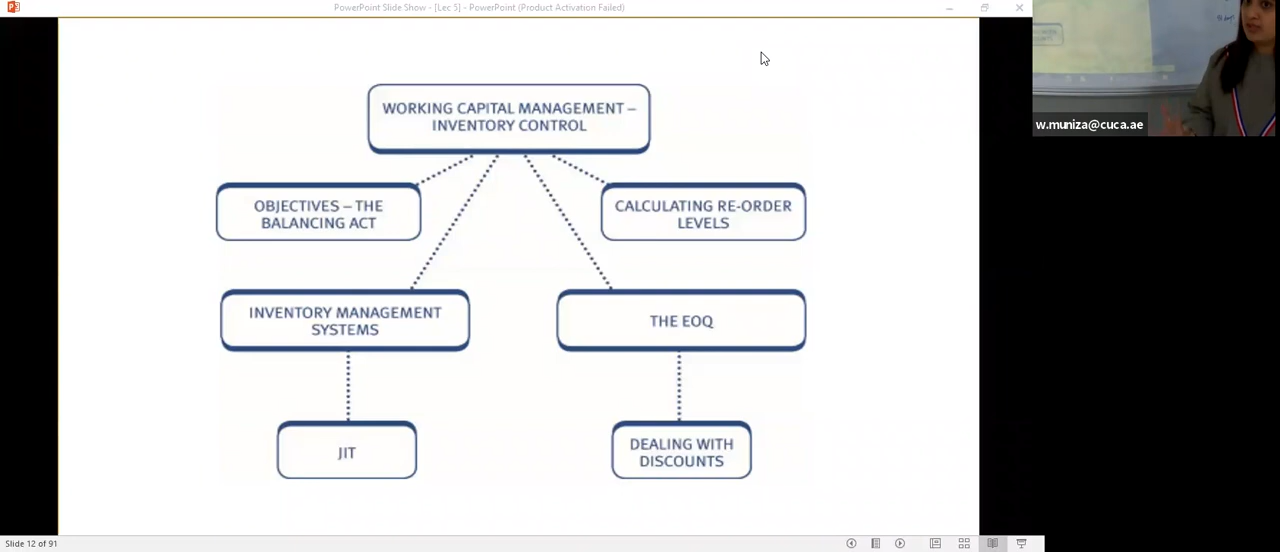 PowerPoint Slide Show - [Lec 5] - PowerPoint (Product Activation Failed)
WORKING CAPITAL MANAGEMENT –
INVENTORY CONTROL
OBJECTIVES – THE
BALANCING ACT
CALCULATING RE-ORDER
LEVELS
INVENTORY MANAGEMENT
SYSTEMS
THE EOQ
JIT
DEALING WITH
DISCOUNTS
w.muniza@cuca.ae
Slide 12 of 91